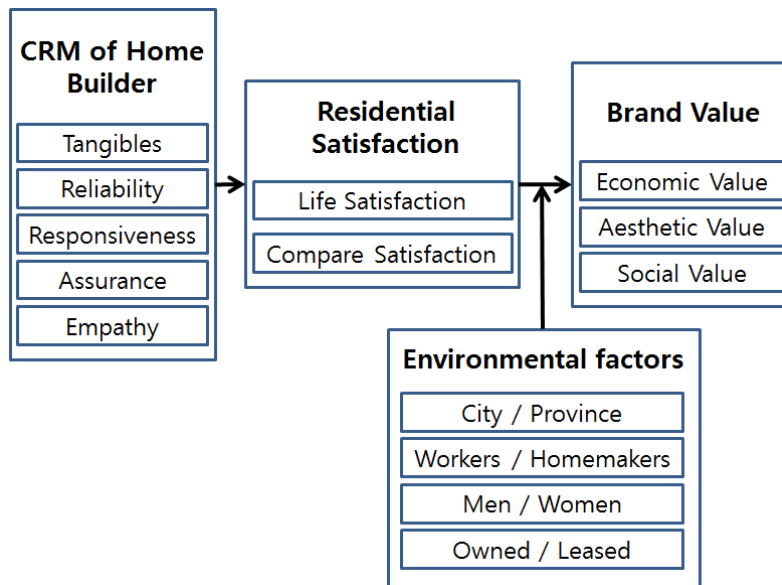 CRM of Home
Builder
Tangibles
Reliability
Responsiveness
Assurance
Empathy
Residential
Satisfaction
Life Satisfaction
Compare Satisfaction
Brand Value
Economic Value
Aesthetic Value
Social Value
Environmental factors
City / Province
Workers / Homemakers
Men / Women
Owned / Leased